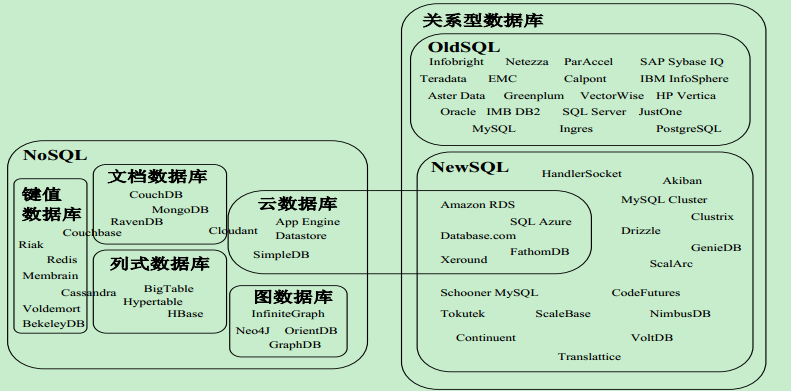 关系型数据库
OldSQL
Infobright Netezza ParAccel SAP Sybase IQ
Teradata EMC Calpont IBM InfoSphere
Aster Data Greenplum VectorWise HP Vertica
Oracle IMB DB2 SQL Server JustOne
MySQL Ingres PostgreSQL
NoSQL
键值
数据库
Riak
Redis
Membrain
Voldemort
BekeleyDB
Couchbase
Cassandra
文档数据库
CouchDB
MongoDB
RavenDB
Cloudant
列式数据库
BigTable
Hypertable
HBase
云数据库
App Engine
Datastore
SimpleDB
图数据库
InfiniteGraph
Neo4J OrientDB
GraphDB
NewSQL
HandlerSocket
Akiban
Amazon RDS
MySQL Cluster
SQL Azure
Clustrix
Database.com
Drizzle
FathomDB
GenieDB
Xeround
ScalArc
Schooner MySQL CodeFutures
Tokutek ScaleBase NimbusDB
Continuent VoltDB
Translattice